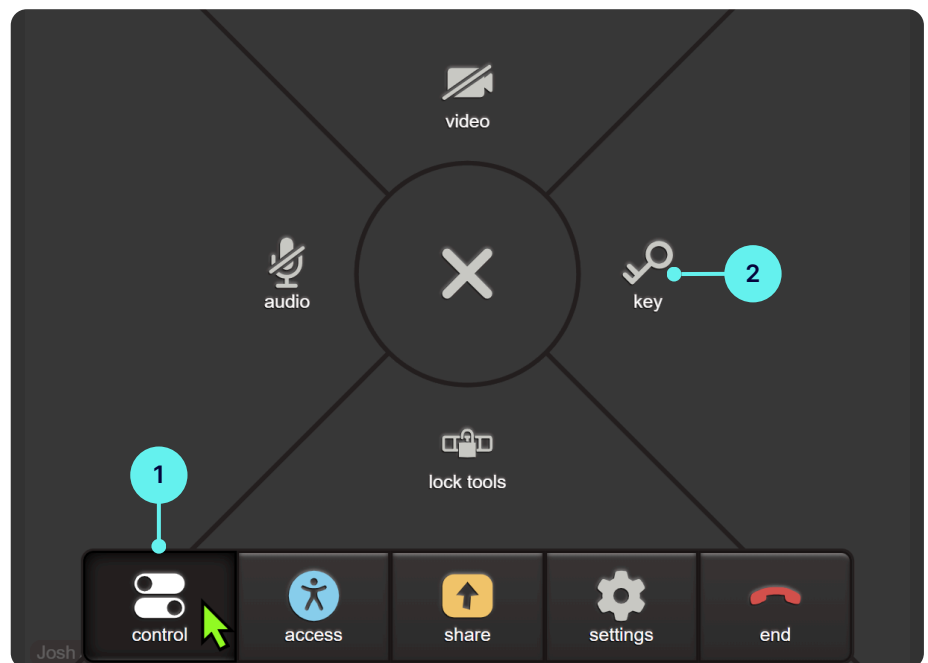 video
audio
key
2
lock tools
1
control
access
share
settings
end
Josh